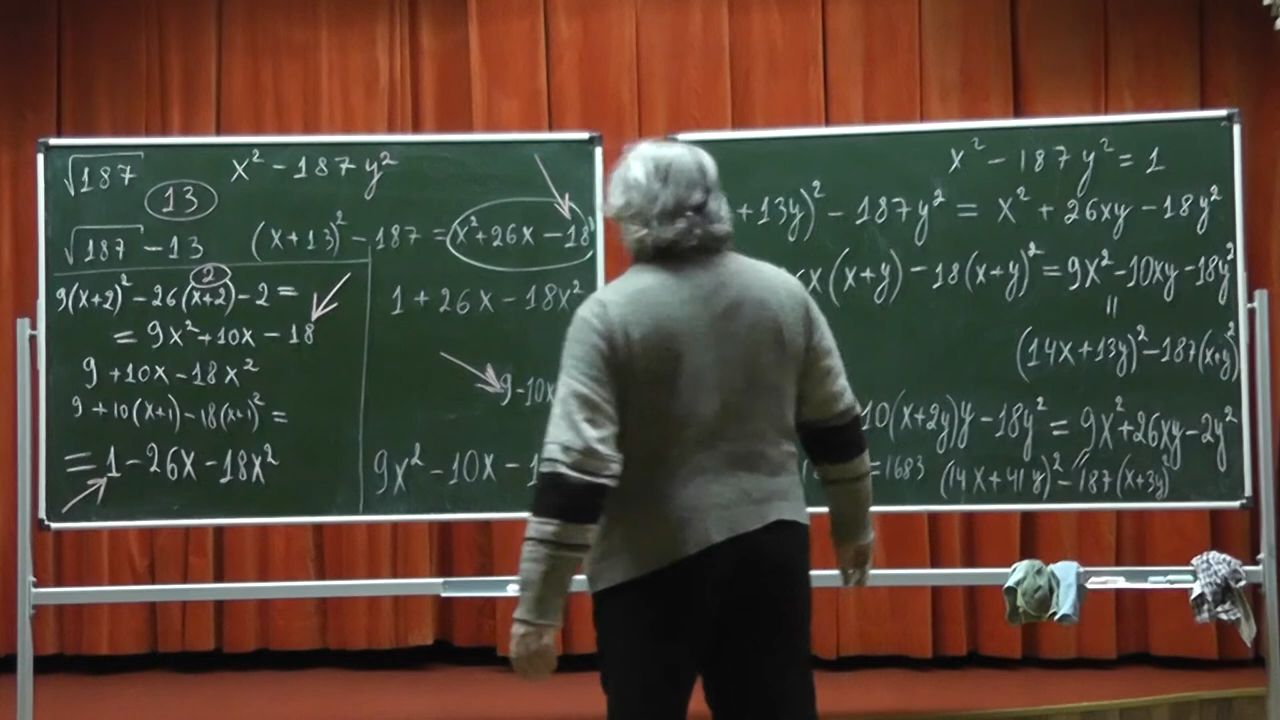 √187 x² - 187y²
13
√187 - 13 (x+13)² - 187 = x²+26x-18
9(x+2)² - 26(x+2) - 2 =
= 9x²+10x-18
9+10x-18x²
9+10(x+1)-18(x+1)² =
= 1-26x-18x²
1+26x-18x²
9-10x
9x²-10x-1
x² - 187y² = 1
+13y)² - 187y² = x² + 26xy - 18y²
x(x+y) - 18(x+y)² = 9x²-10xy-18y²
=
(14x+13y)²-187(x+y)
10(x+2y)y - 18y² = 9x²+26xy-2y²
=1683 (14x+41y)² - 187(x+3y)²